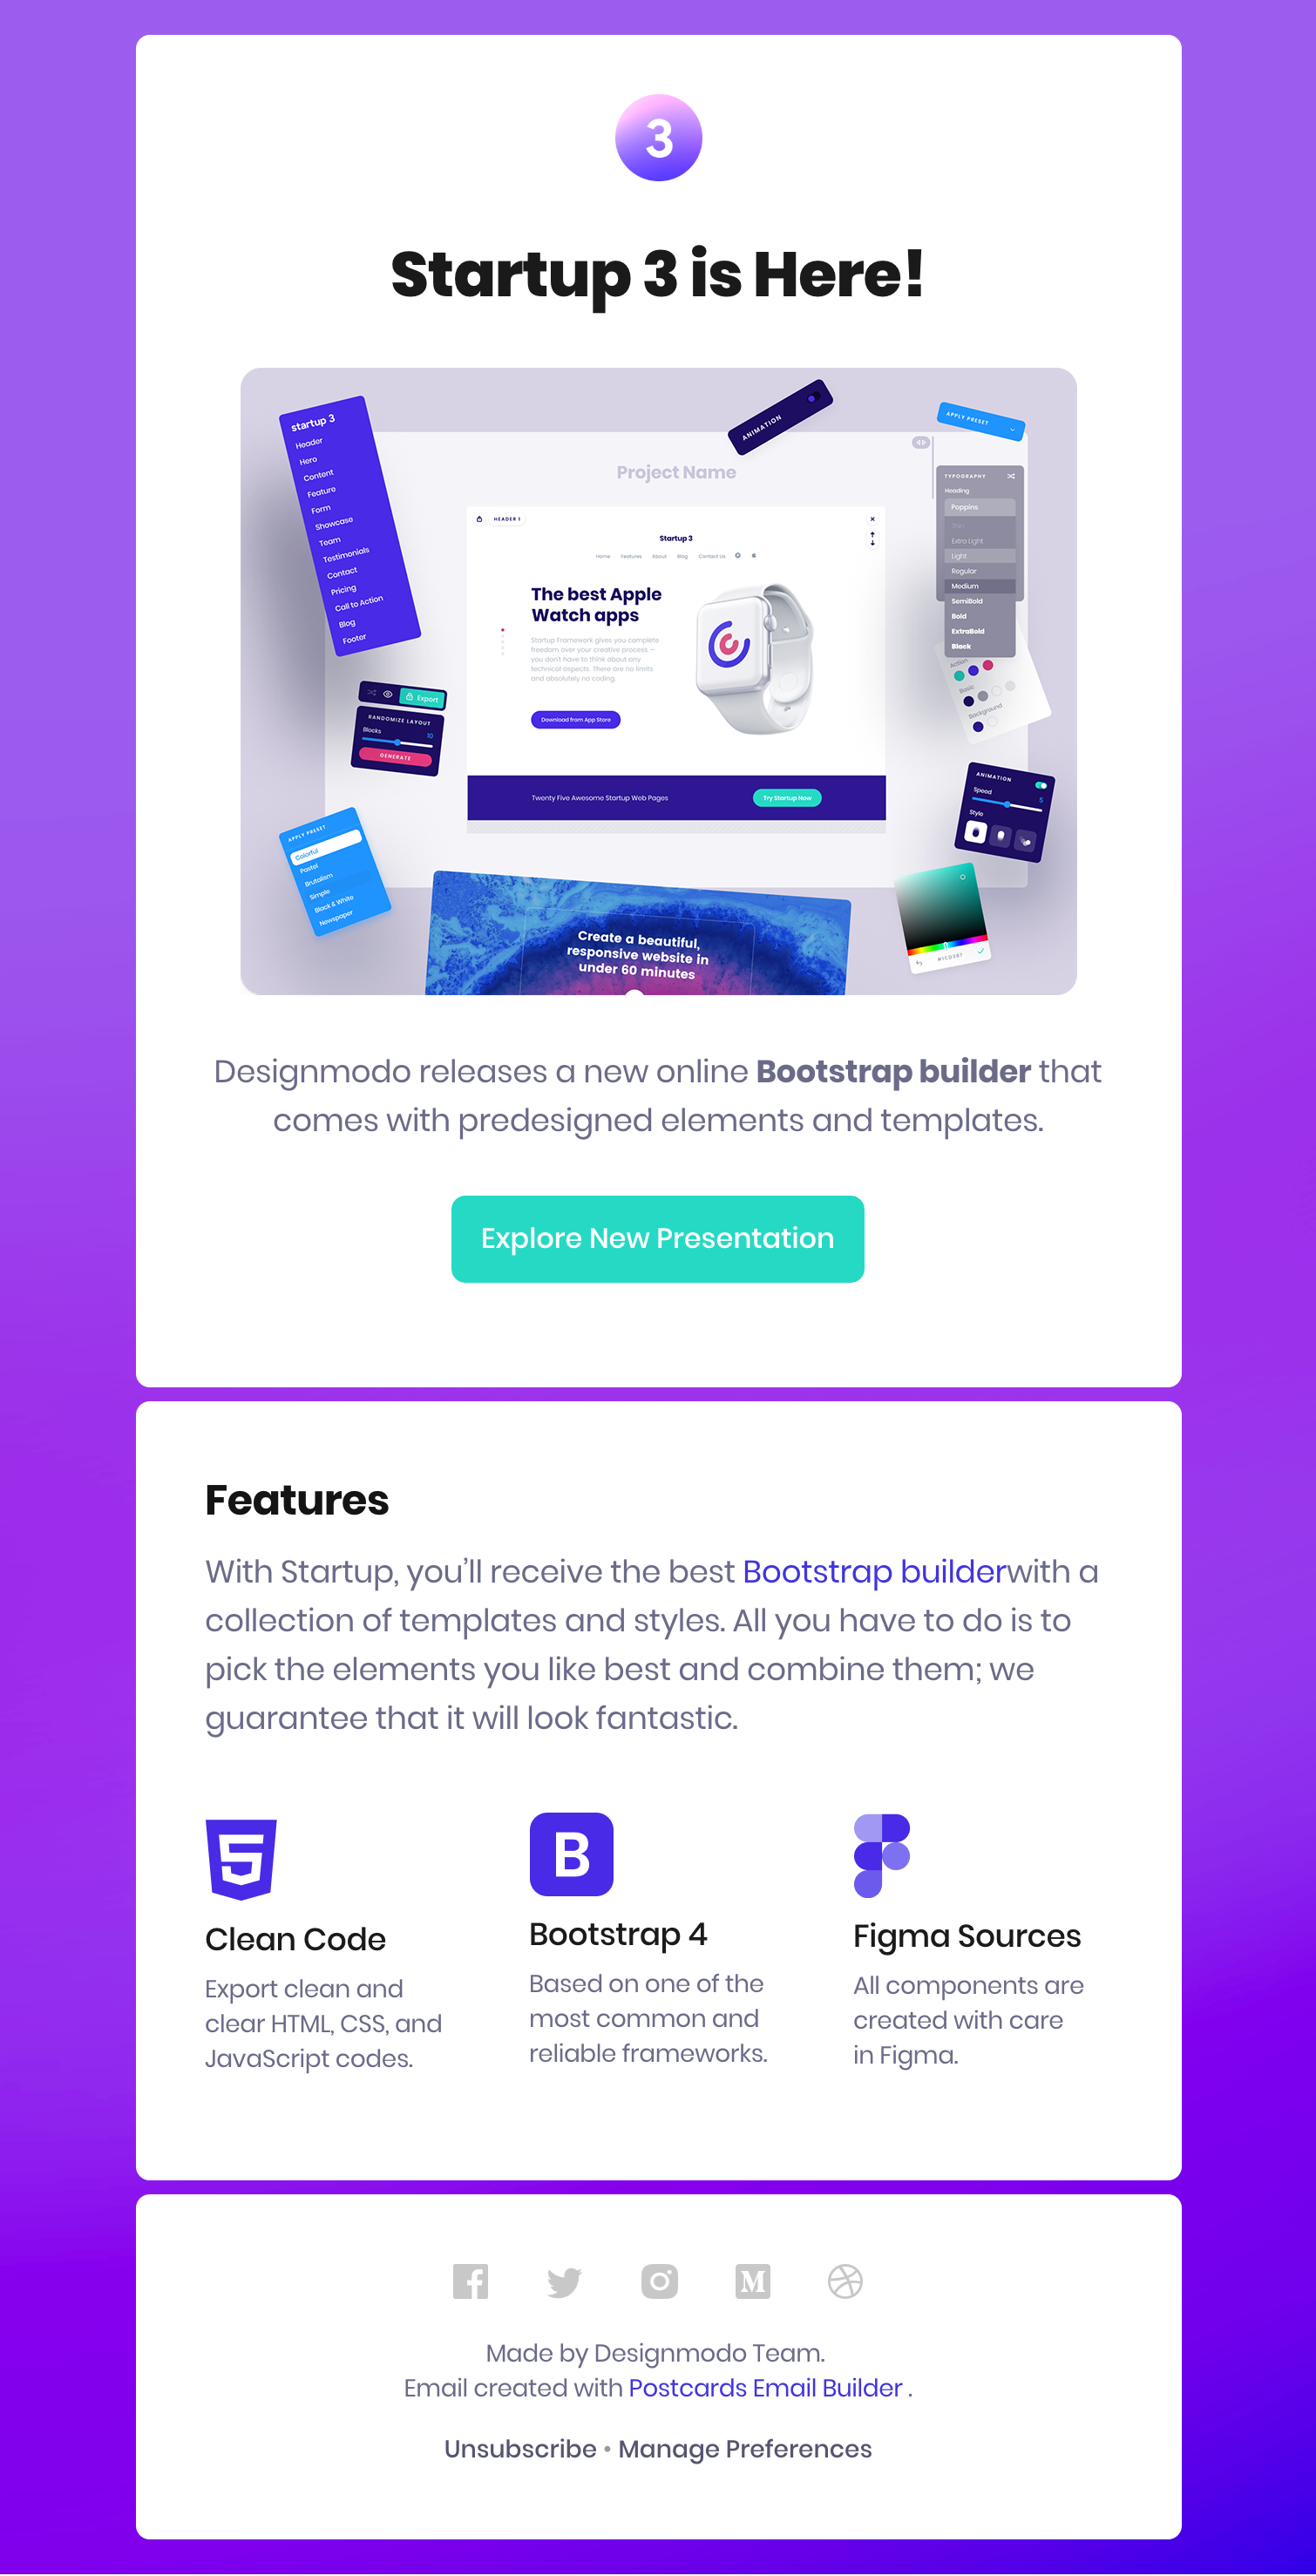 3
Startup 3 is Here!
startup 3
Header
Hero
Content
Feature
Form
Showcase
Team
Testimonials
Contact
Pricing
Call to Action
Blog
Footer
ANIMATION
APPLY PRESET
Project Name
TYPOGRAPHY
Heading
Poppins
Thin
Extra Light
Light
Regular
Medium
SemiBold
Bold
ExtraBold
Black
HEADER 1
Startup 3
Home Features About Blog Contact Us
The best Apple
Watch apps
Startup Framework gives you complete
freedom over your creative process —
you don't have to think about any
technical aspects. There are no limits
and absolutely no coding.
Download from App Store
Twenty Five Awesome Startup Web Pages
Try Startup Now
Export
RANDOMIZE LAYOUT
Blocks 10
GENERATE
Action
Basic
Background
ANIMATION
Speed 5
Style
APPLY PRESET
Colorful
Pastel
Brutalism
Simple
Black & White
Newspaper
Create a beautiful,
responsive website in
under 60 minutes
Designmodo releases a new online Bootstrap builder that
comes with predesigned elements and templates.
Explore New Presentation
Features
With Startup, you’ll receive the best Bootstrap builderwith a
collection of templates and styles. All you have to do is to
pick the elements you like best and combine them; we
guarantee that it will look fantastic.
5
Clean Code
Export clean and
clear HTML, CSS, and
JavaScript codes.
B
Bootstrap 4
Based on one of the
most common and
reliable frameworks.
Figma Sources
All components are
created with care
in Figma.
Made by Designmodo Team.
Email created with Postcards Email Builder .
Unsubscribe • Manage Preferences